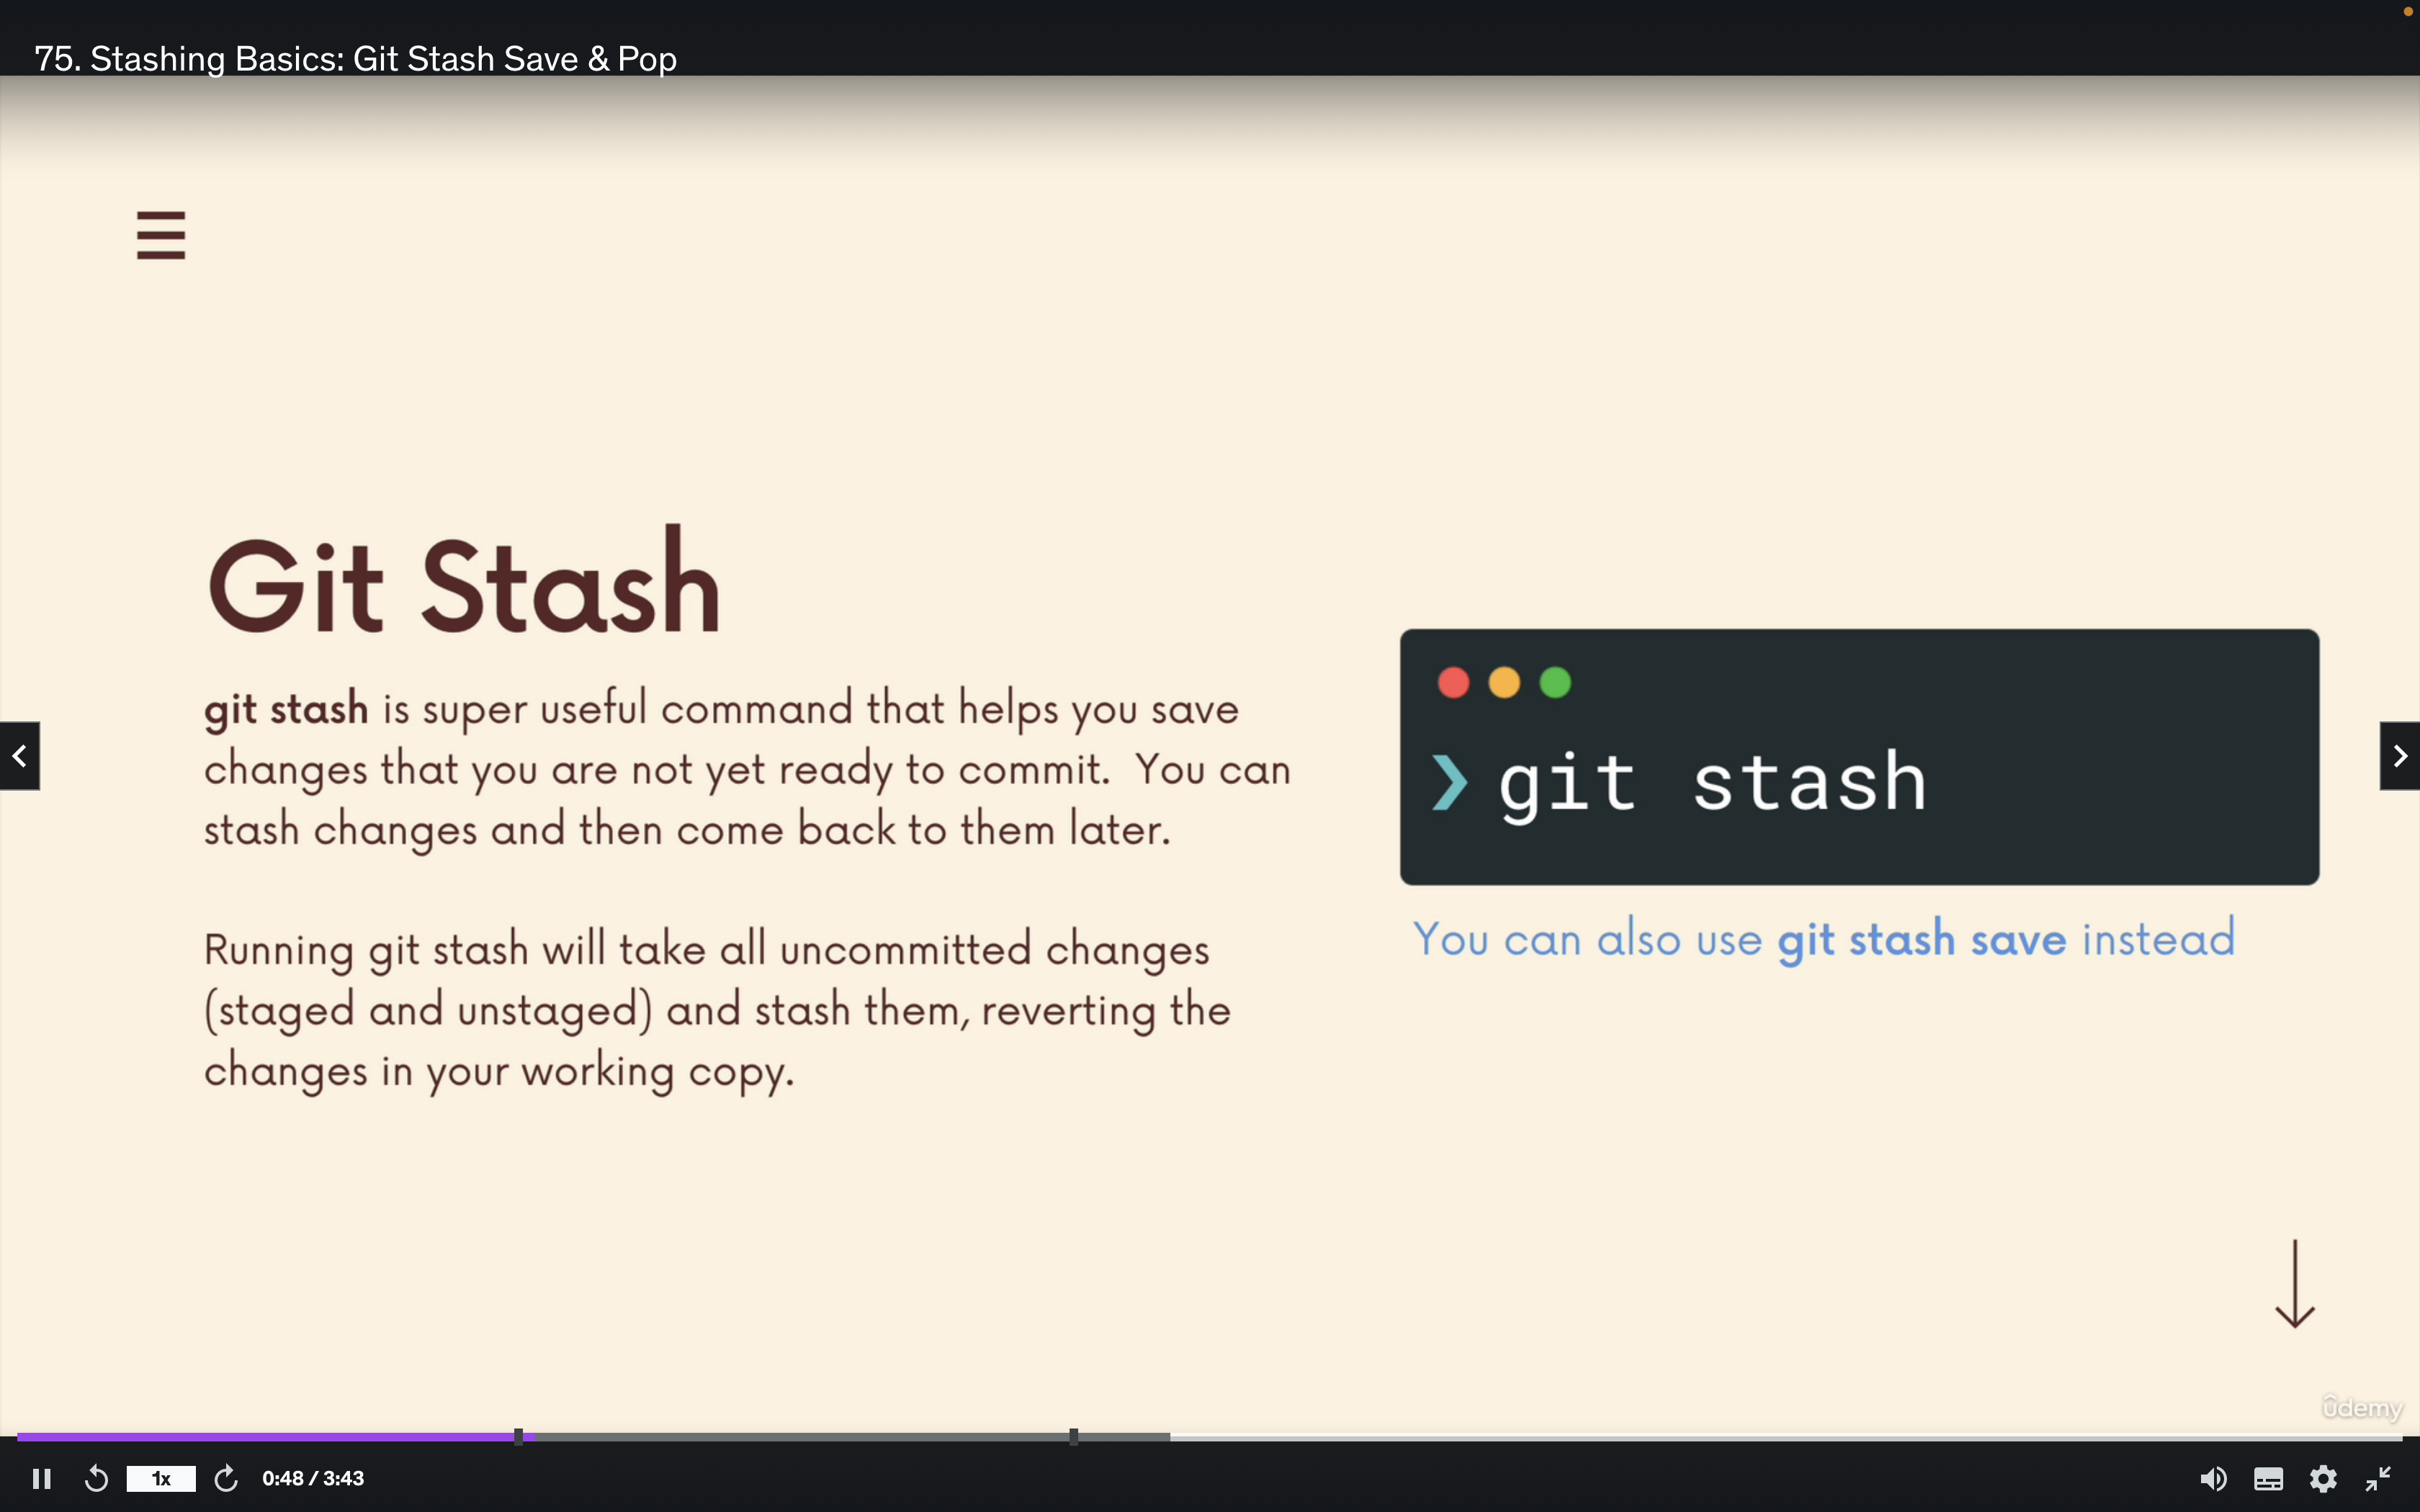 75. Stashing Basics: Git Stash Save & Pop
Git Stash
git stash is super useful command that helps you save
changes that you are not yet ready to commit. You can
stash changes and then come back to them later.
Running git stash will take all uncommitted changes
(staged and unstaged) and stash them, reverting the
changes in your working copy.
❯ git stash
You can also use git stash save instead
ûdemy
1x
0:48 / 3:43